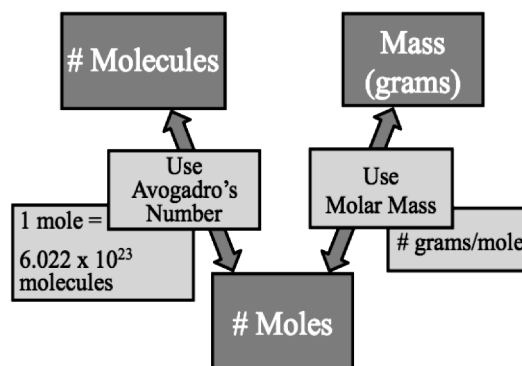 # Molecules
Mass
(grams)
Use
Avogadro's
Number
Use
Molar Mass
1 mole =
6.022 x 10²³
molecules
# grams/mole
# Moles